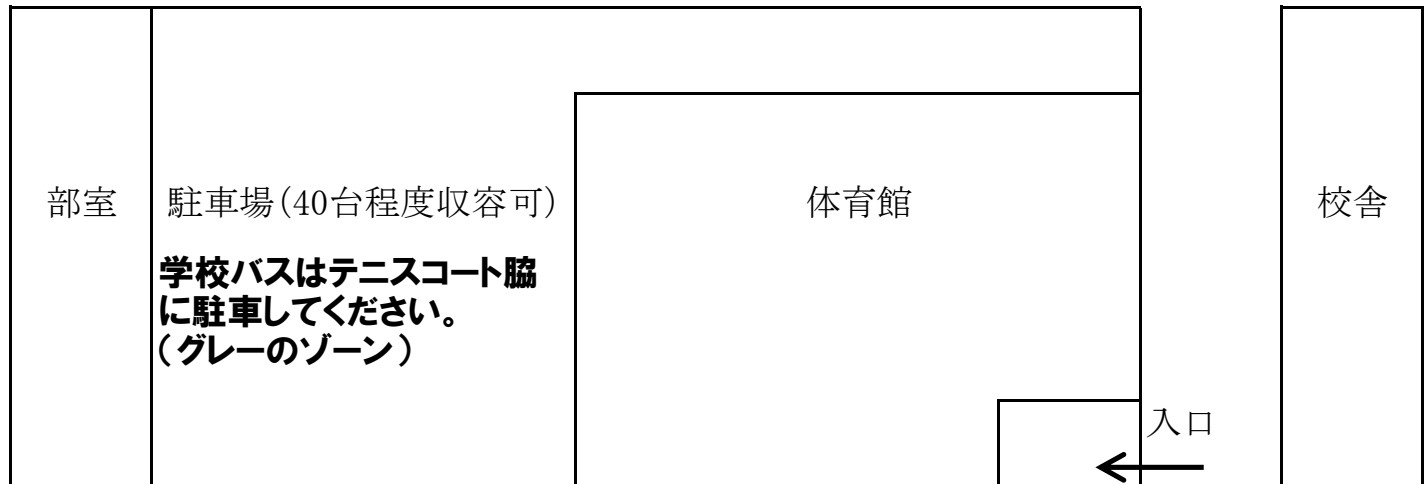 部室
駐車場(40台程度収容可)
体育館
校舎
学校バスはテニスコート脇
に駐車してください。
(グレーのゾーン)
入口